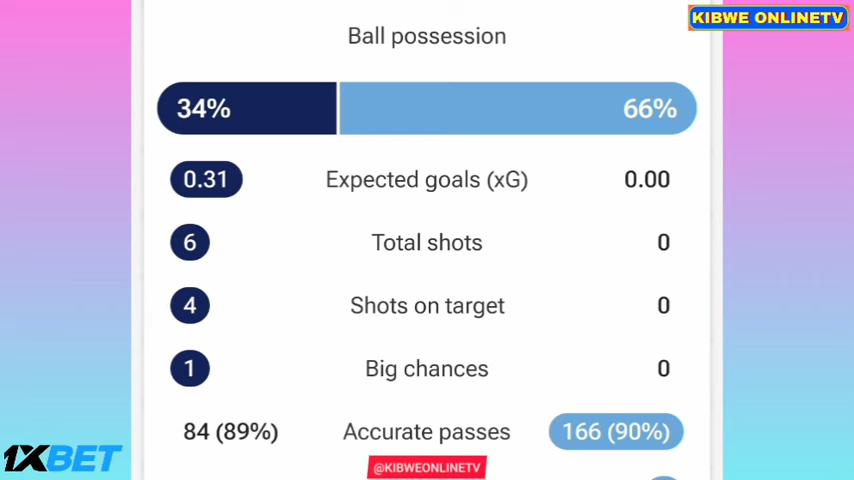 KIBWE ONLINETV
Ball possession
34% 66%
0.31 Expected goals (xG) 0.00
6 Total shots 0
4 Shots on target 0
1 Big chances 0
84 (89%) Accurate passes 166 (90%)
1XBET
@KIBWEONLINETV